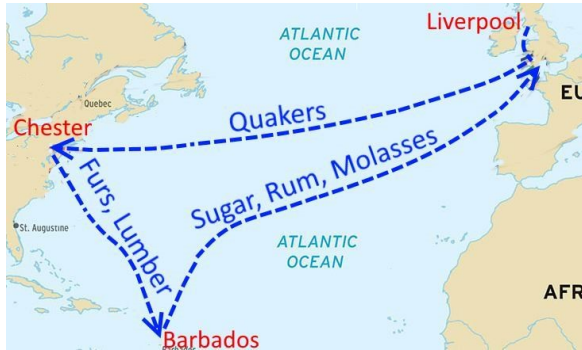 Liverpool
ATLANTIC
OCEAN
EU
Quebec
Chester
Quakers
Furs, Lumber
Sugar, Rum, Molasses
St. Augustine
ATLANTIC
OCEAN
AFR
Barbados